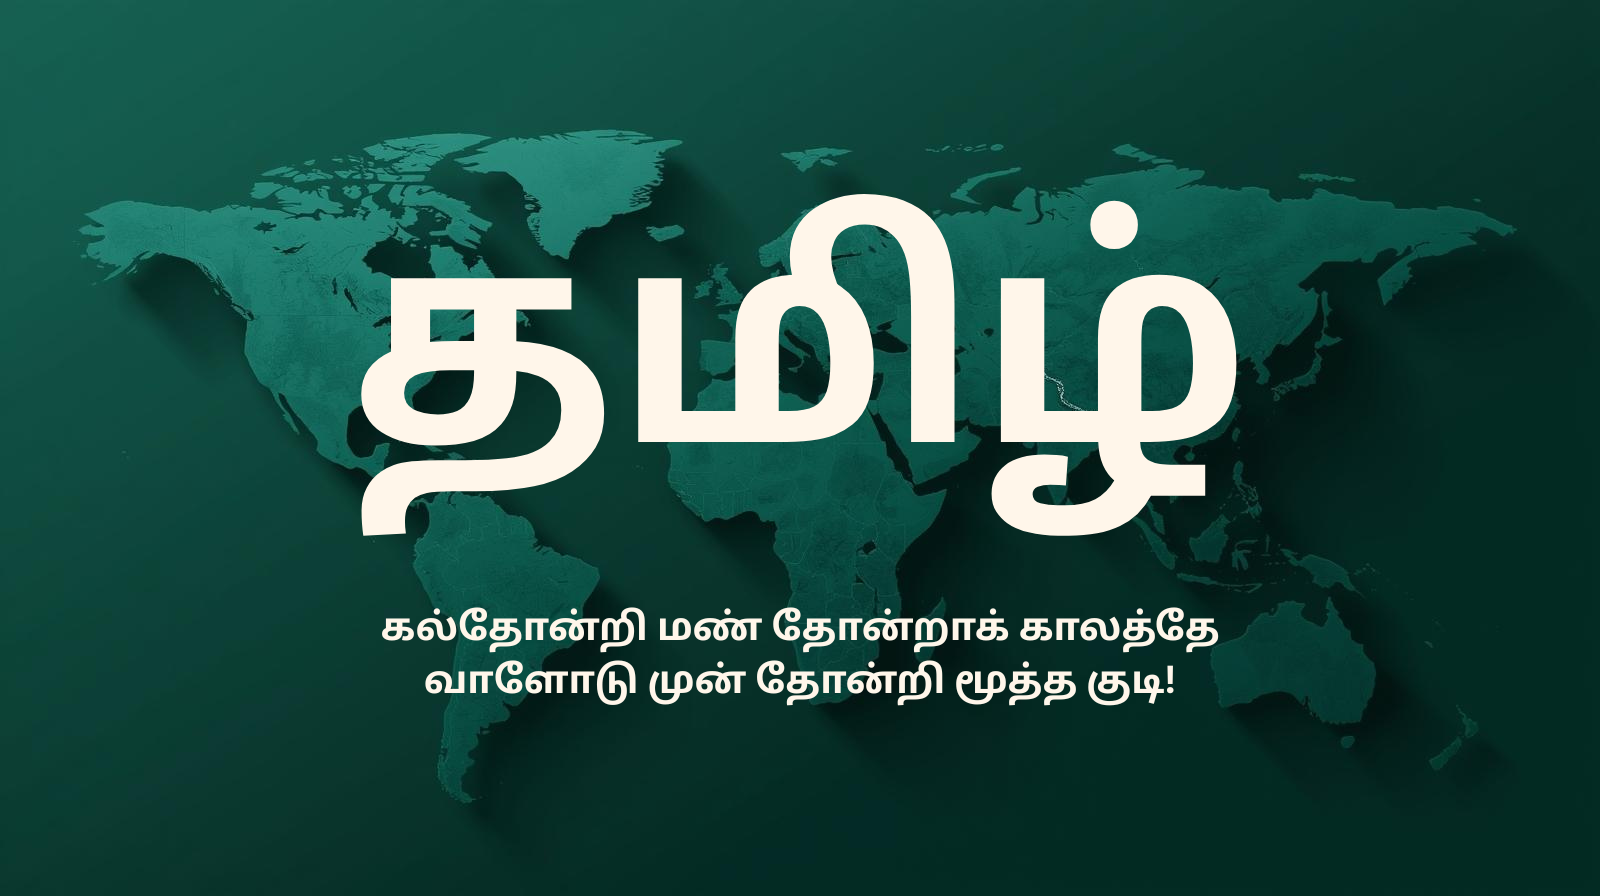 தமிழ்
கல்தோன்றி மண் தோன்றாக் காலத்தே
வாளோடு முன் தோன்றி மூத்த குடி!